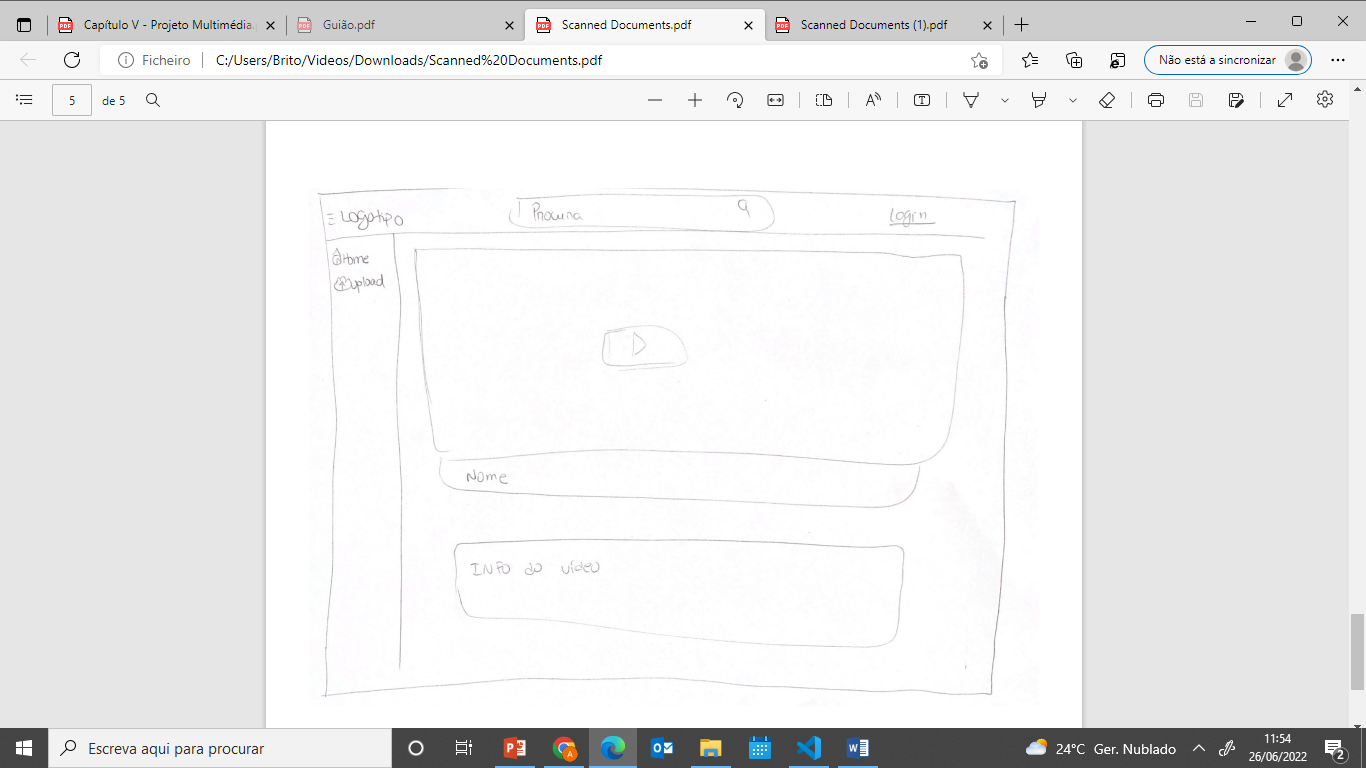 Capítulo V - Projeto Multimédia.
Guião.pdf
Scanned Documents.pdf
Scanned Documents (1).pdf
Ficheiro
C:/Users/Brito/Videos/Downloads/Scanned%20Documents.pdf
Não está a sincronizar
5
de 5
Logotipo
Procura
Login
Home
Upload
Nome
INFO do vídeo
Escreva aqui para procurar
24°C Ger. Nublado
11:54
26/06/2022
2